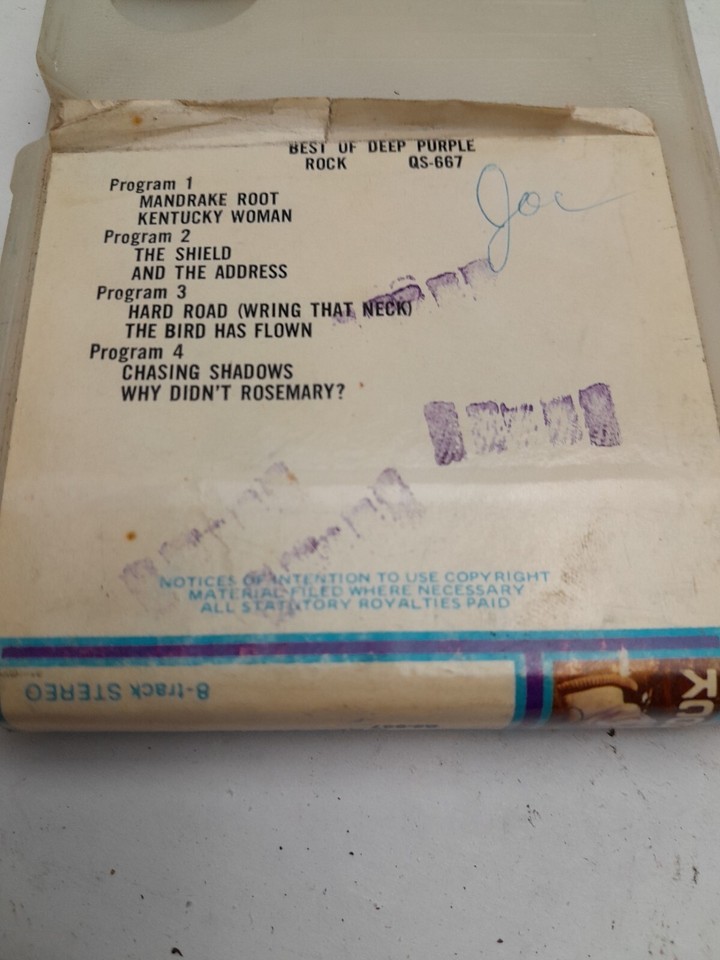 BEST OF DEEP PURPLE
ROCK QS-667
Joe
Program 1
MANDRAKE ROOT
KENTUCKY WOMAN
Program 2
THE SHIELD
AND THE ADDRESS
Program 3
HARD ROAD (WRING THAT NECK)
THE BIRD HAS FLOWN
Program 4
CHASING SHADOWS
WHY DIDN'T ROSEMARY?
NOTICES OF INTENTION TO USE COPYRIGHT
MATERIAL FILED WHERE NECESSARY
ALL STATUTORY ROYALTIES PAID
8-track STEREO